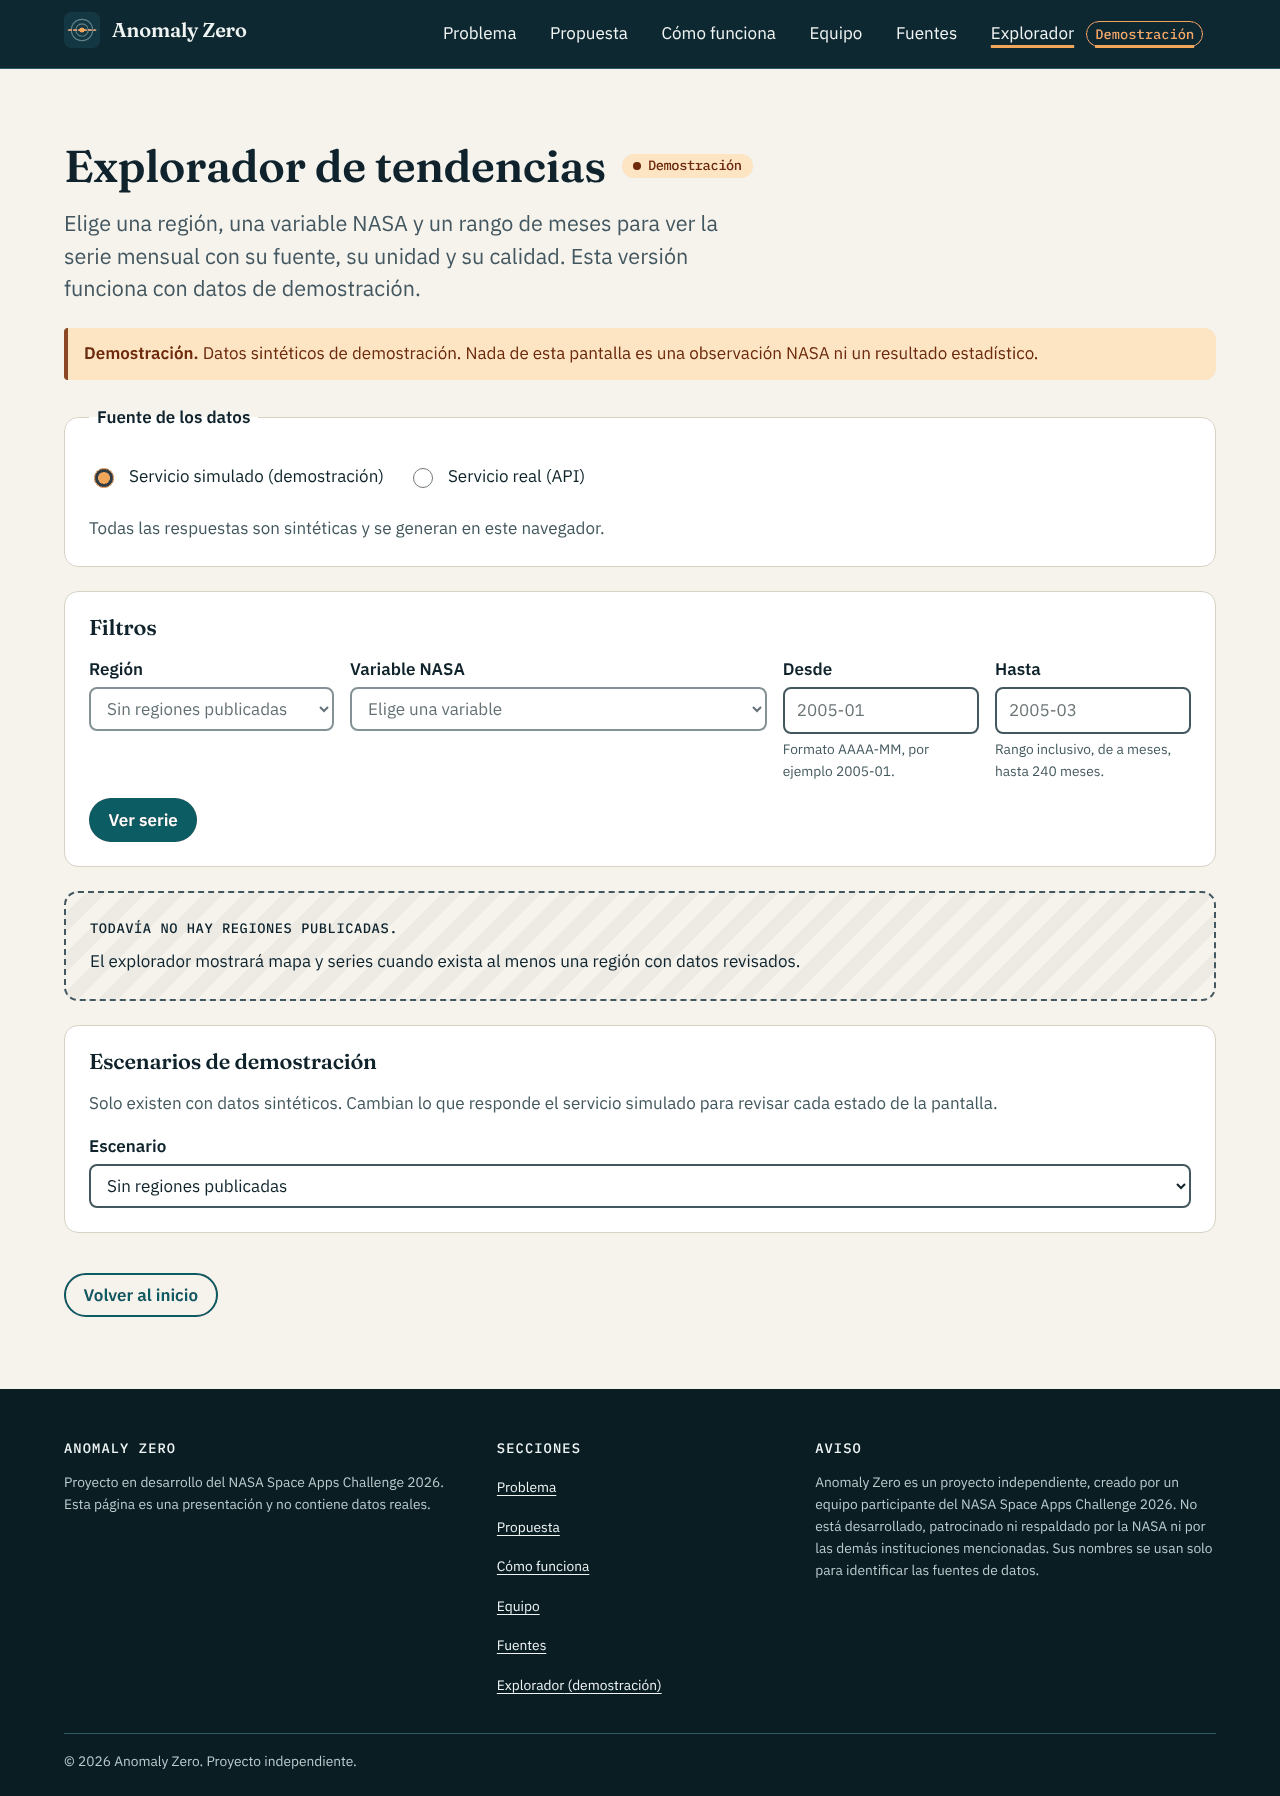 Anomaly Zero
Problema
Propuesta
Cómo funciona
Equipo
Fuentes
Explorador
Demostración
Explorador de tendencias
Demostración
Elige una región, una variable NASA y un rango de meses para ver la
serie mensual con su fuente, su unidad y su calidad. Esta versión
funciona con datos de demostración.
Demostración. Datos sintéticos de demostración. Nada de esta pantalla es una observación NASA ni un resultado estadístico.
Fuente de los datos
Servicio simulado (demostración)
Servicio real (API)
Todas las respuestas son sintéticas y se generan en este navegador.
Filtros
Región
Variable NASA
Desde
Hasta
Sin regiones publicadas
Elige una variable
2005-01
2005-03
Formato AAAA-MM, por
ejemplo 2005-01.
Rango inclusivo, de a meses,
hasta 240 meses.
Ver serie
TODAVÍA NO HAY REGIONES PUBLICADAS.
El explorador mostrará mapa y series cuando exista al menos una región con datos revisados.
Escenarios de demostración
Solo existen con datos sintéticos. Cambian lo que responde el servicio simulado para revisar cada estado de la pantalla.
Escenario
Sin regiones publicadas
Volver al inicio
ANOMALY ZERO
Proyecto en desarrollo del NASA Space Apps Challenge 2026.
Esta página es una presentación y no contiene datos reales.
SECCIONES
Problema
Propuesta
Cómo funciona
Equipo
Fuentes
Explorador (demostración)
AVISO
Anomaly Zero es un proyecto independiente, creado por un
equipo participante del NASA Space Apps Challenge 2026. No
está desarrollado, patrocinado ni respaldado por la NASA ni por
las demás instituciones mencionadas. Sus nombres se usan solo
para identificar las fuentes de datos.
© 2026 Anomaly Zero. Proyecto independiente.